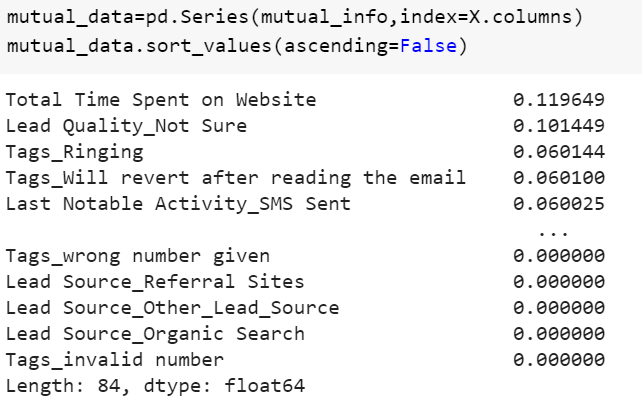 mutual_data=pd.Series(mutual_info,index=X.columns)
mutual_data.sort_values(ascending=False)
Total Time Spent on Website 0.119649
Lead Quality_Not Sure 0.101449
Tags_Ringing 0.060144
Tags_Will revert after reading the email 0.060100
Last Notable Activity_SMS Sent 0.060025
...
Tags_wrong number given 0.000000
Lead Source_Referral Sites 0.000000
Lead Source_Other_Lead_Source 0.000000
Lead Source_Organic Search 0.000000
Tags_invalid number 0.000000
Length: 84, dtype: float64